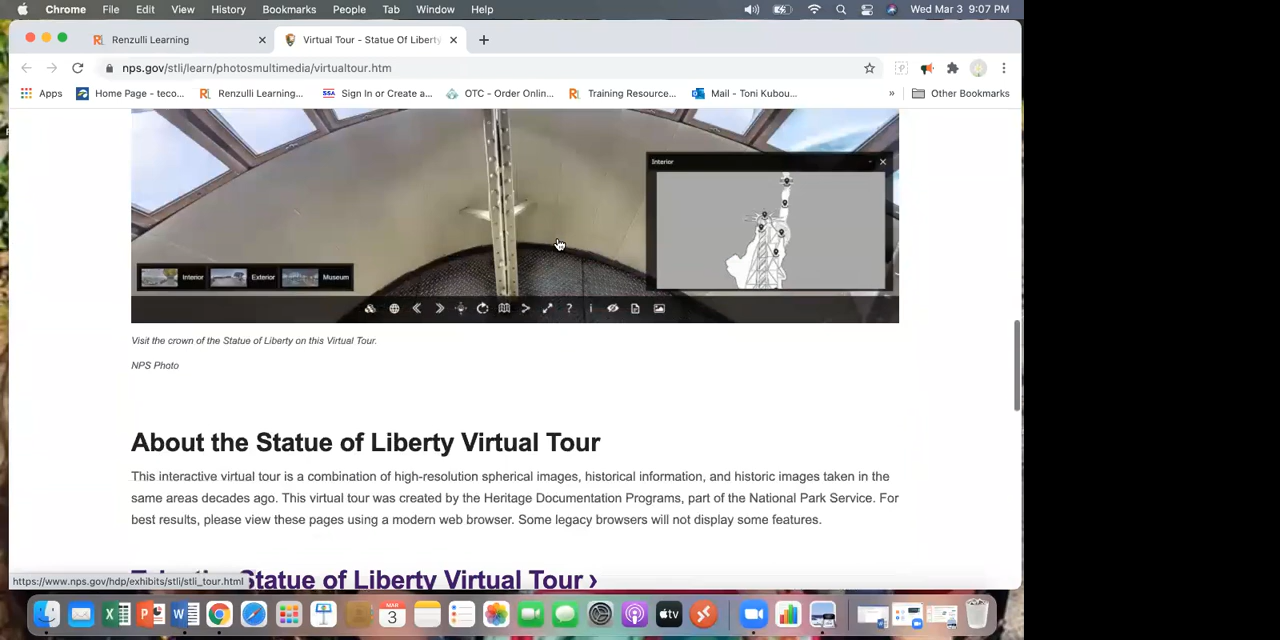 Chrome File Edit View History Bookmarks People Tab Window Help Wed Mar 3 9:07 PM
Renzulli Learning Virtual Tour - Statue Of Liberty
nps.gov/stli/learn/photosmultimedia/virtualtour.htm
Apps Home Page - teco... Renzulli Learning... SSA Sign In or Create a... OTC - Order Onlin... Training Resource... Mail - Toni Kubou... » Other Bookmarks
Interior
Interior Exterior Museum
Visit the crown of the Statue of Liberty on this Virtual Tour.
NPS Photo
About the Statue of Liberty Virtual Tour
This interactive virtual tour is a combination of high-resolution spherical images, historical information, and historic images taken in the
same areas decades ago. This virtual tour was created by the Heritage Documentation Programs, part of the National Park Service. For
best results, please view these pages using a modern web browser. Some legacy browsers will not display some features.
Statue of Liberty Virtual Tour ›
https://www.nps.gov/hdp/exhibits/stli/stli_tour.html
MAR
3
tv